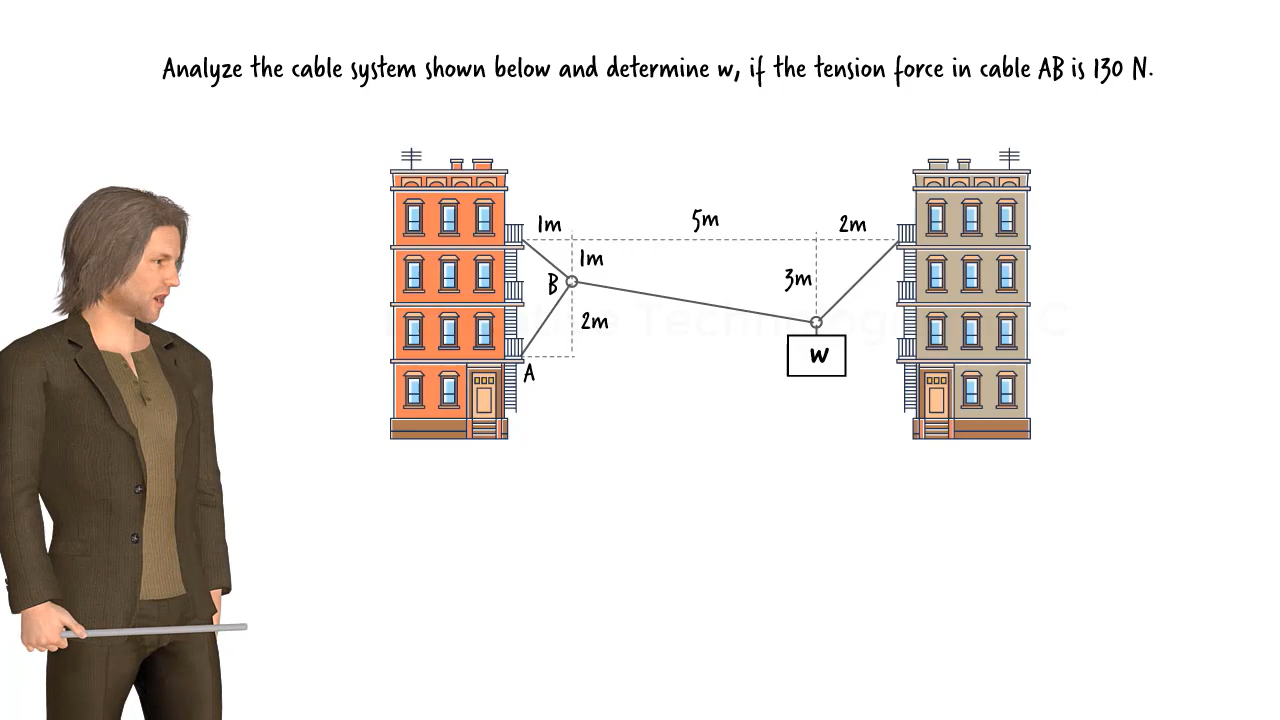 Analyze the cable system shown below and determine w, if the tension force in cable AB is 130 N.
1m
5m
2m
1m
B
3m
2m
w
A